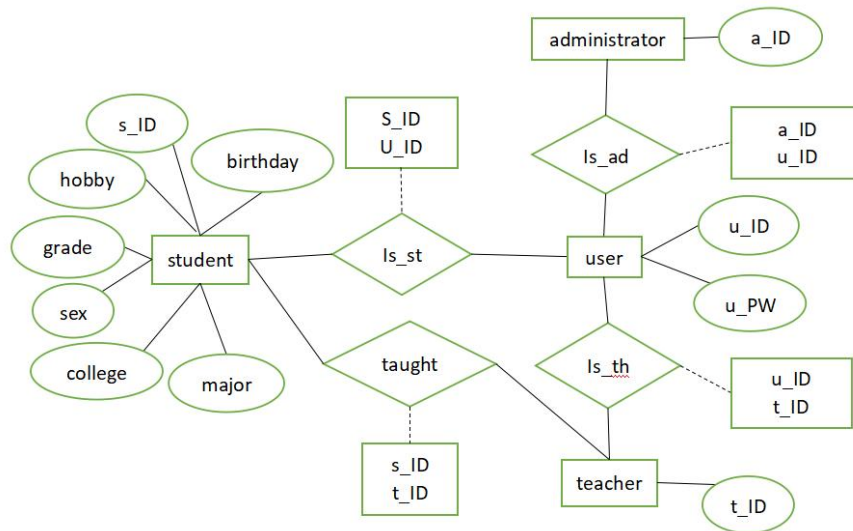 administrator
a_ID
s_ID
S_ID
U_ID
birthday
Is_ad
a_ID
u_ID
hobby
grade
student
Is_st
user
u_ID
sex
u_PW
college
major
taught
Is_th
u_ID
t_ID
s_ID
t_ID
teacher
t_ID